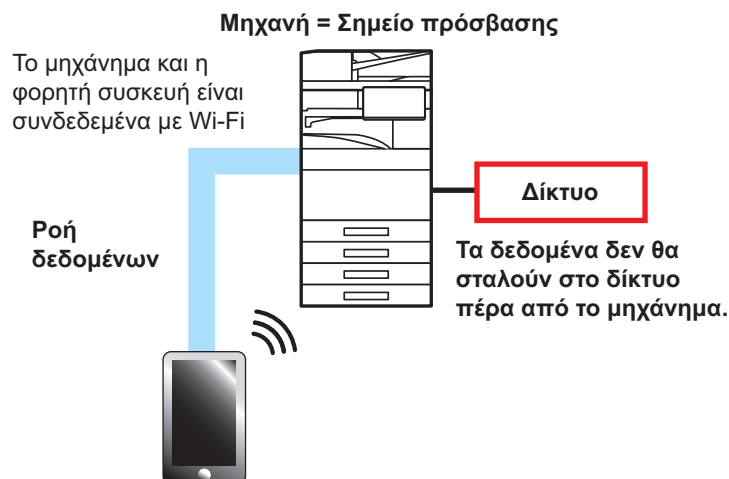 Μηχανή = Σημείο πρόσβασης
Το μηχάνημα και η
φορητή συσκευή είναι
συνδεδεμένα με Wi-Fi
Δίκτυο
Ροή
δεδομένων
Τα δεδομένα δεν θα
σταλούν στο δίκτυο
πέρα από το μηχάνημα.